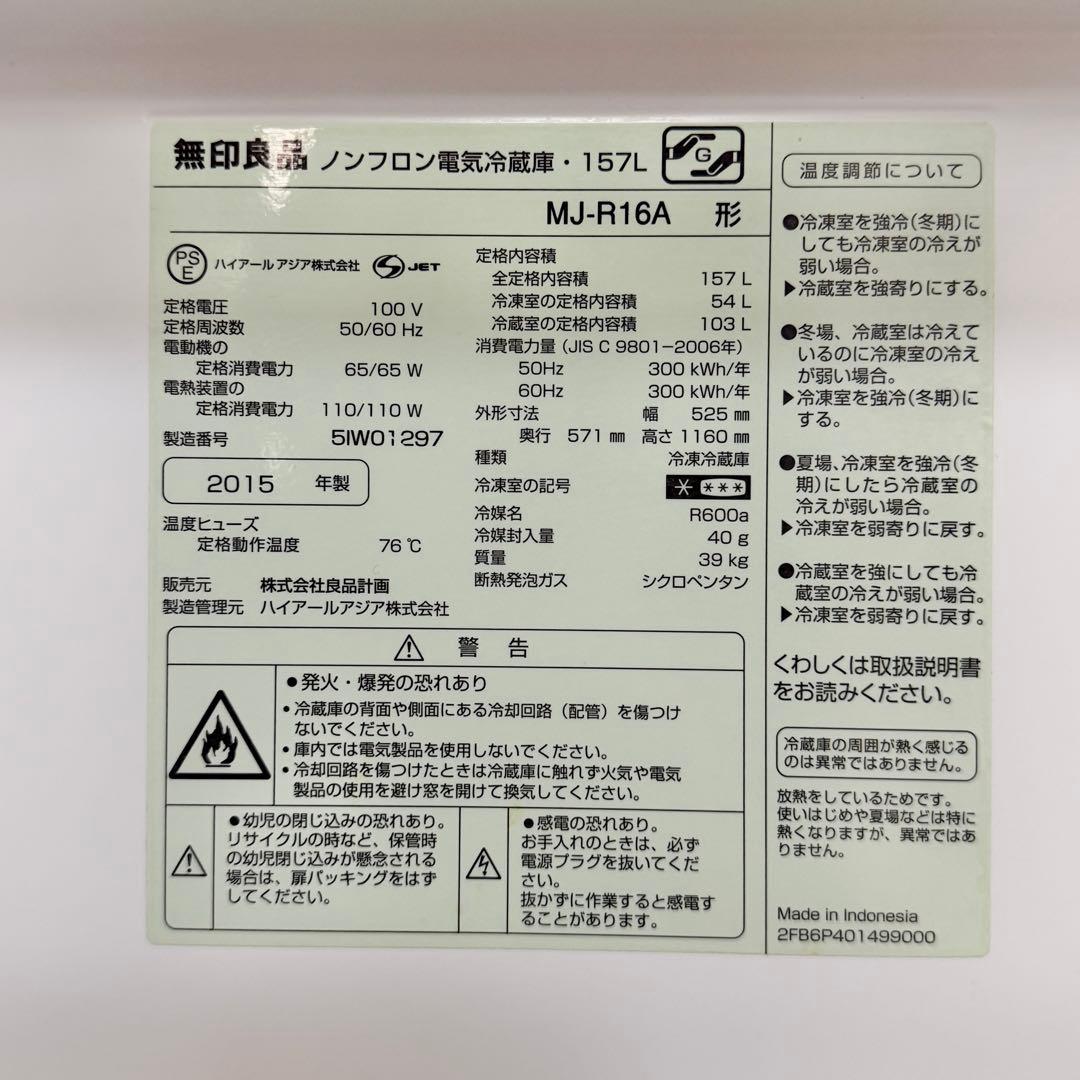 無印良品 ノンフロン電気冷蔵庫・157L
G
MJ-R16A 形
PS
E
ハイアール アジア株式会社 JET
定格電圧 100 V
定格周波数 50/60 Hz
電動機の
定格消費電力 65/65 W
電熱装置の
定格消費電力 110/110 W
製造番号 5IW01297
2015 年製
温度ヒューズ
定格動作温度 76 ℃
販売元 株式会社良品計画
製造管理元 ハイアールアジア株式会社
定格内容積
全定格内容積 157 L
冷凍室の定格内容積 54 L
冷蔵室の定格内容積 103 L
消費電力量(JIS C 9801−2006年)
50Hz 300 kWh/年
60Hz 300 kWh/年
外形寸法 幅 525 ㎜
奥行 571 ㎜ 高さ 1160 ㎜
種類 冷凍冷蔵庫
冷凍室の記号 * ***
冷媒名 R600a
冷媒封入量 40 g
質量 39 kg
断熱発泡ガス シクロペンタン
⚠ 警告
●発火・爆発の恐れあり
・冷蔵庫の背面や側面にある冷却回路（配管）を傷つけ
ないでください。
・庫内では電気製品を使用しないでください。
・冷却回路を傷つけたときは冷蔵庫に触れず火気や電気
製品の使用を避け窓を開けて換気してください。
●幼児の閉じ込みの恐れあり。
リサイクルの時など、保管時
の幼児閉じ込みが懸念される
場合は、扉パッキングをはず
してください。
●感電の恐れあり。
お手入れのときは、必ず
電源プラグを抜いてくだ
さい。
抜かずに作業すると感電す
ることがあります。
温度調節について
●冷凍室を強冷(冬期)に
しても冷凍室の冷えが
弱い場合。
▶冷蔵室を強寄りにする。
●冬場、冷蔵室は冷えて
いるのに冷凍室の冷え
が弱い場合。
▶冷凍室を強冷(冬期)に
する。
●夏場、冷凍室を強冷(冬
期)にしたら冷蔵室の
冷えが弱い場合。
▶冷凍室を弱寄りに戻す。
●冷蔵室を強にしても冷
蔵室の冷えが弱い場合。
▶冷凍室を弱寄りに戻す。
くわしくは取扱説明書
をお読みください。
冷蔵庫の周囲が熱く感じる
のは異常ではありません。
放熱をしているためです。
使いはじめや夏場などは特に
熱くなりますが、異常ではあ
りません。
Made in Indonesia
2FB6P401499000